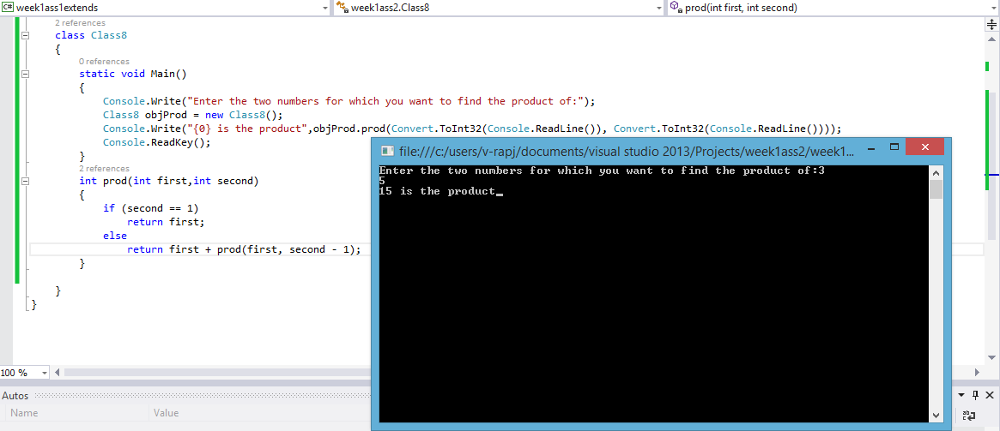 C# week1ass1extends
week1ass2.Class8
prod(int first, int second)
2 references
class Class8
{
0 references
static void Main()
{
Console.Write("Enter the two numbers for which you want to find the product of:");
Class8 objProd = new Class8();
Console.Write("{0} is the product",objProd.prod(Convert.ToInt32(Console.ReadLine()), Convert.ToInt32(Console.ReadLine())));
Console.ReadKey();
}
2 references
int prod(int first,int second)
{
if (second == 1)
return first;
else
return first + prod(first, second - 1);
}
}
}
file:///c:/users/v-rapj/documents/visual studio 2013/Projects/week1ass2/week1...
Enter the two numbers for which you want to find the product of:3
5
15 is the product_
100 %
Autos
Name
Value